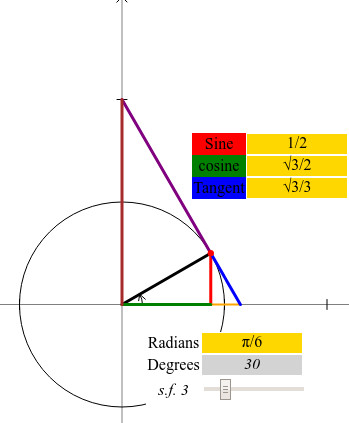 Sine 1/2
cosine √3/2
Tangent √3/3
Radians π/6
Degrees 30
s.f. 3